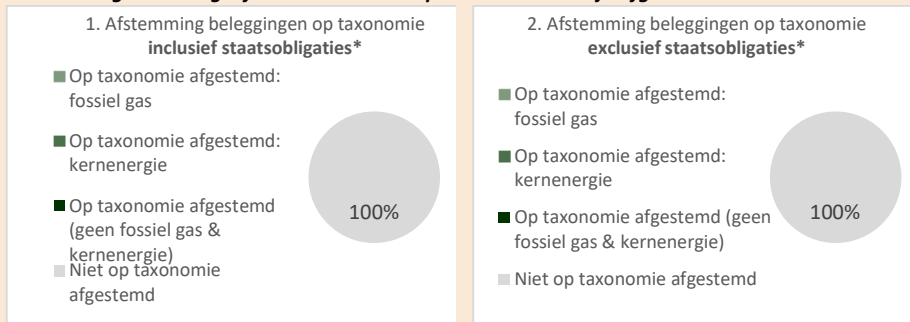 1. Afstemming beleggingen op taxonomie
inclusief staatsobligaties*
Op taxonomie afgestemd:
fossiel gas
Op taxonomie afgestemd:
kernenergie
Op taxonomie afgestemd
(geen fossiel gas &
kernenergie)
Niet op taxonomie
afgestemd
100%
2. Afstemming beleggingen op taxonomie
exclusief staatsobligaties*
Op taxonomie afgestemd:
fossiel gas
Op taxonomie afgestemd:
kernenergie
Op taxonomie afgestemd (geen
fossiel gas & kernenergie)
Niet op taxonomie afgestemd
100%